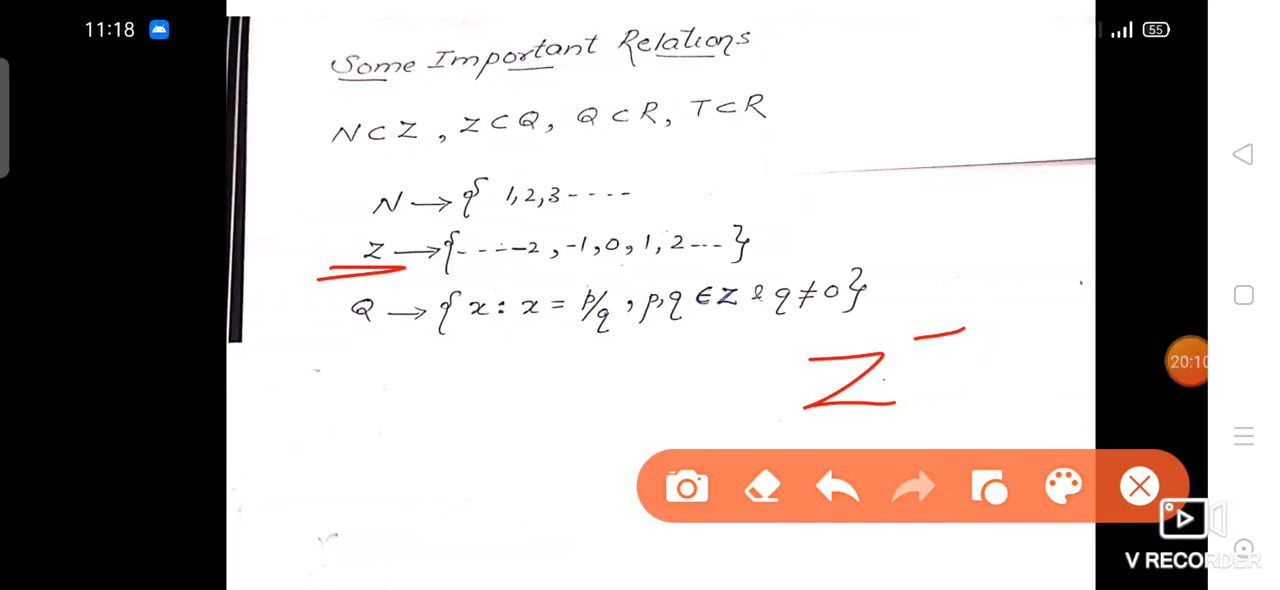 11:18
55
Some Important Relations
N⊂Z, Z⊂Q, Q⊂R, T⊂R
N→{1,2,3----
Z→{-----2,-1,0,1,2---}
Q→{x:x=p/q,p,q∈Z & q≠0}
Z⁻
20:10
V RECORDER